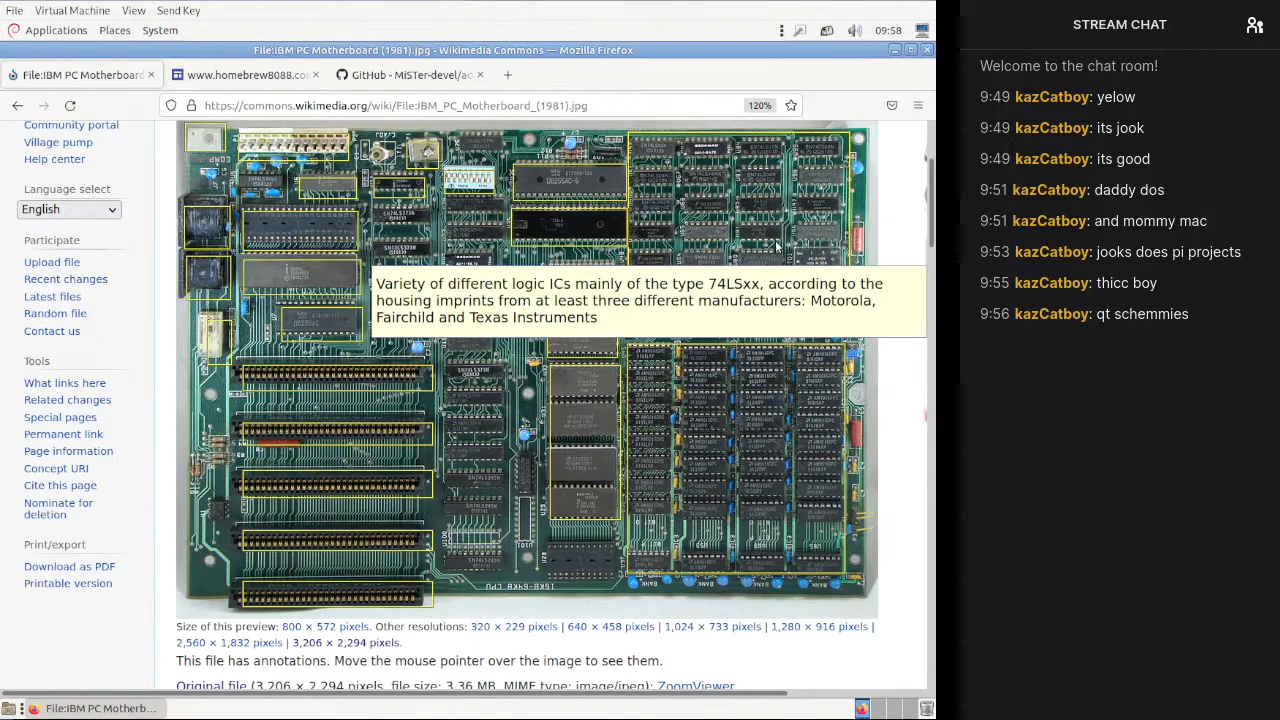 File Virtual Machine View Send Key
Applications Places System 09:58
File:IBM PC Motherboard (1981).jpg - Wikimedia Commons — Mozilla Firefox
File:IBM PC Motherboard × www.homebrew8088.co × GitHub - MiSTer-devel/ao × +
https://commons.wikimedia.org/wiki/File:IBM_PC_Motherboard_(1981).jpg 120%
Community portal
Village pump
Help center
Language select
English
Participate
Upload file
Recent changes
Latest files
Random file
Contact us
Tools
What links here
Related changes
Special pages
Permanent link
Page information
Concept URI
Cite this page
Nominate for
deletion
Print/export
Download as PDF
Printable version
Variety of different logic ICs mainly of the type 74LSxx, according to the
housing imprints from at least three different manufacturers: Motorola,
Fairchild and Texas Instruments
16KB-64KB CPU
Size of this preview: 800 × 572 pixels. Other resolutions: 320 × 229 pixels | 640 × 458 pixels | 1,024 × 733 pixels | 1,280 × 916 pixels |
2,560 × 1,832 pixels | 3,206 × 2,294 pixels.
This file has annotations. Move the mouse pointer over the image to see them.
Original file (3,206 × 2,294 pixels, file size: 3.36 MB, MIME type: image/jpeg); ZoomViewer
File:IBM PC Motherb...
STREAM CHAT
Welcome to the chat room!
9:49 kazCatboy: yelow
9:49 kazCatboy: its jook
9:49 kazCatboy: its good
9:51 kazCatboy: daddy dos
9:51 kazCatboy: and mommy mac
9:53 kazCatboy: jooks does pi projects
9:55 kazCatboy: thicc boy
9:56 kazCatboy: qt schemmies